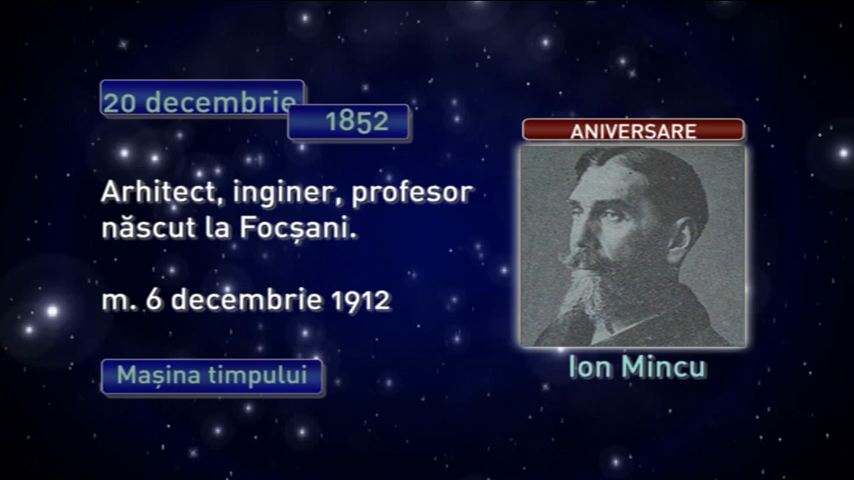 20 decembrie
1852
ANIVERSARE
Arhitect, inginer, profesor
născut la Focșani.
m. 6 decembrie 1912
Ion Mincu
Mașina timpului